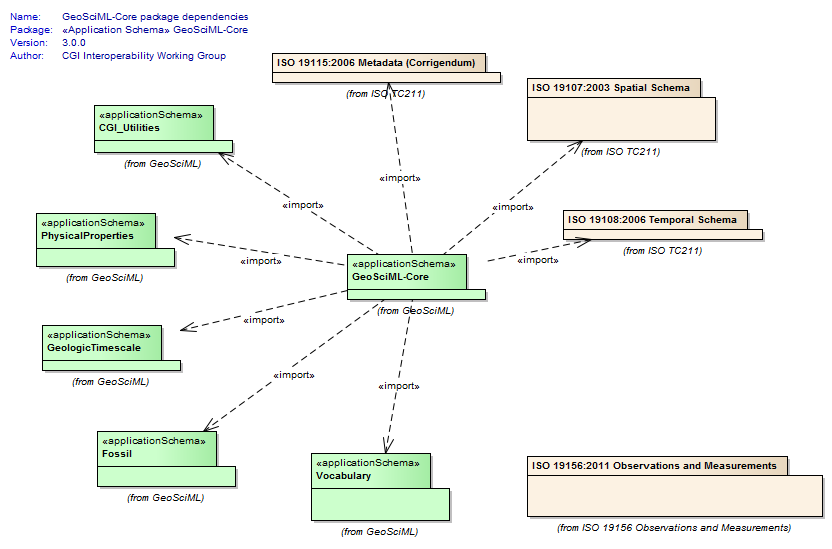 Name: GeoSciML-Core package dependencies
Package: «Application Schema» GeoSciML-Core
Version: 3.0.0
Author: CGI Interoperability Working Group
ISO 19115:2006 Metadata (Corrigendum)
(from ISO TC211)
ISO 19107:2003 Spatial Schema
(from ISO TC211)
«applicationSchema»
CGI_Utilities
(from GeoSciML)
«import»
«import»
«import»
«applicationSchema»
PhysicalProperties
(from GeoSciML)
ISO 19108:2006 Temporal Schema
(from ISO TC211)
«import»
«import»
«applicationSchema»
GeoSciML-Core
(from GeoSciML)
«import»
«applicationSchema»
GeologicTimescale
(from GeoSciML)
«import»
«import»
«applicationSchema»
Fossil
(from GeoSciML)
«applicationSchema»
Vocabulary
(from GeoSciML)
ISO 19156:2011 Observations and Measurements
(from ISO 19156 Observations and Measurements)